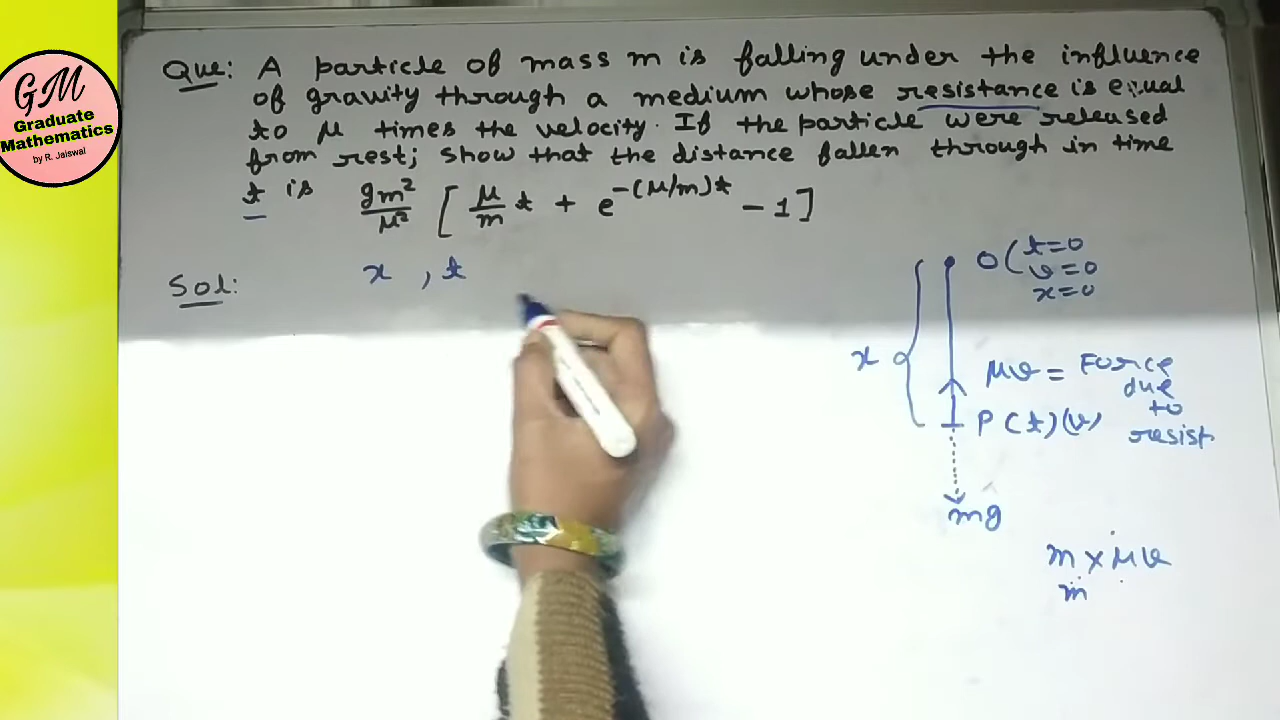 GM
Graduate
Mathematics
by R. Jaiswal
Que: A particle of mass m is falling under the influence
of gravity through a medium whose resistance is equal
to μ times the velocity. If the particle were released
from rest; show that the distance fallen through in time
t is gm²/μ² [μ/m t + e^-(μ/m)t - 1]
Sol: x, t
O(t=0
v=0
x=0
x
μv = Force
due
to
resist
P(t)(v)
mg
m × μv
m